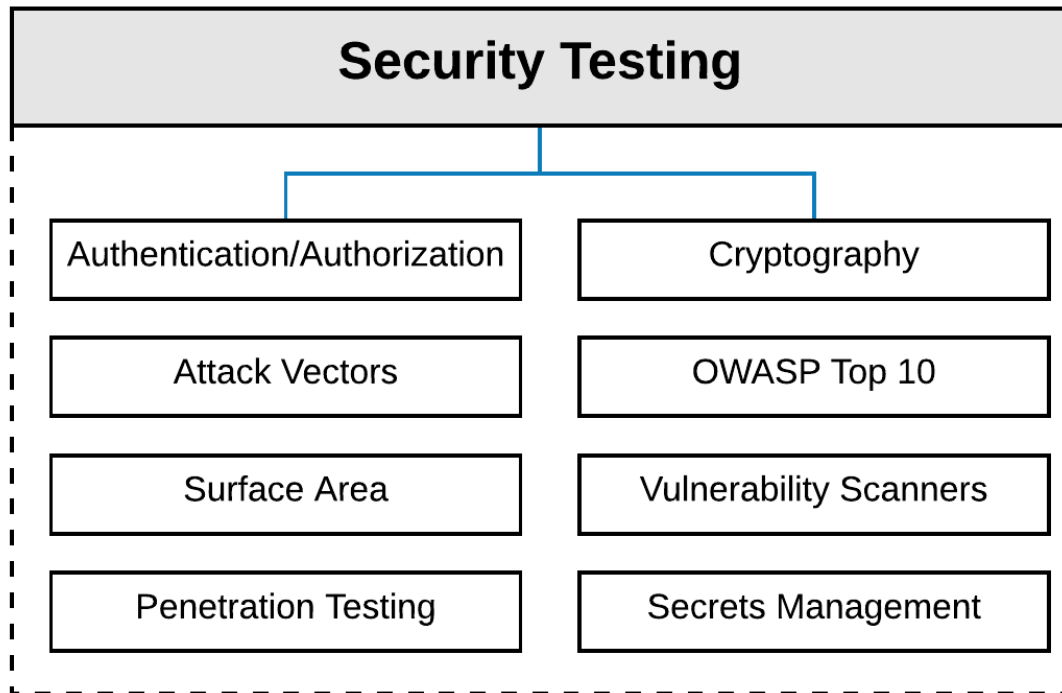 Security Testing
Authentication/Authorization
Cryptography
Attack Vectors
OWASP Top 10
Surface Area
Vulnerability Scanners
Penetration Testing
Secrets Management